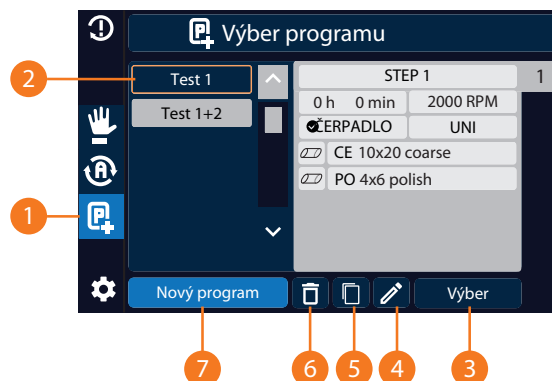 Výber programu
2
Test 1
STEP 1
1
Test 1+2
0 h 0 min
2000 RPM
ČERPADLO
UNI
CE 10x20 coarse
PO 4x6 polish
A
1
P
Nový program
Výber
7
6
5
4
3